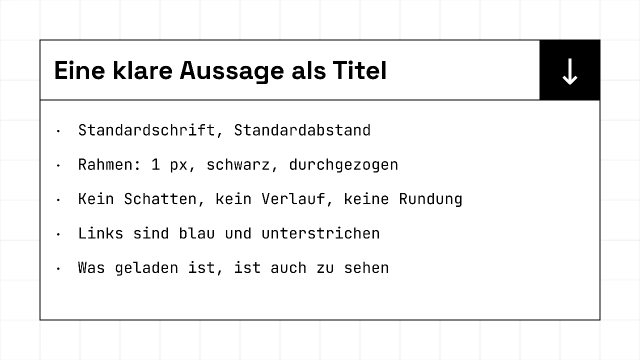 Eine klare Aussage als Titel
↓
· Standardschrift, Standardabstand
· Rahmen: 1 px, schwarz, durchgezogen
· Kein Schatten, kein Verlauf, keine Rundung
· Links sind blau und unterstrichen
· Was geladen ist, ist auch zu sehen